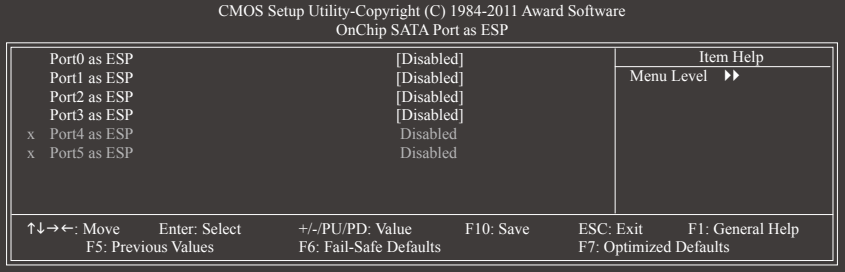 CMOS Setup Utility-Copyright (C) 1984-2011 Award Software
OnChip SATA Port as ESP
Port0 as ESP [Disabled]
Port1 as ESP [Disabled]
Port2 as ESP [Disabled]
Port3 as ESP [Disabled]
x Port4 as ESP Disabled
x Port5 as ESP Disabled
Item Help
Menu Level ▶▶
↑↓→←: Move Enter: Select +/-/PU/PD: Value F10: Save ESC: Exit F1: General Help
F5: Previous Values F6: Fail-Safe Defaults F7: Optimized Defaults